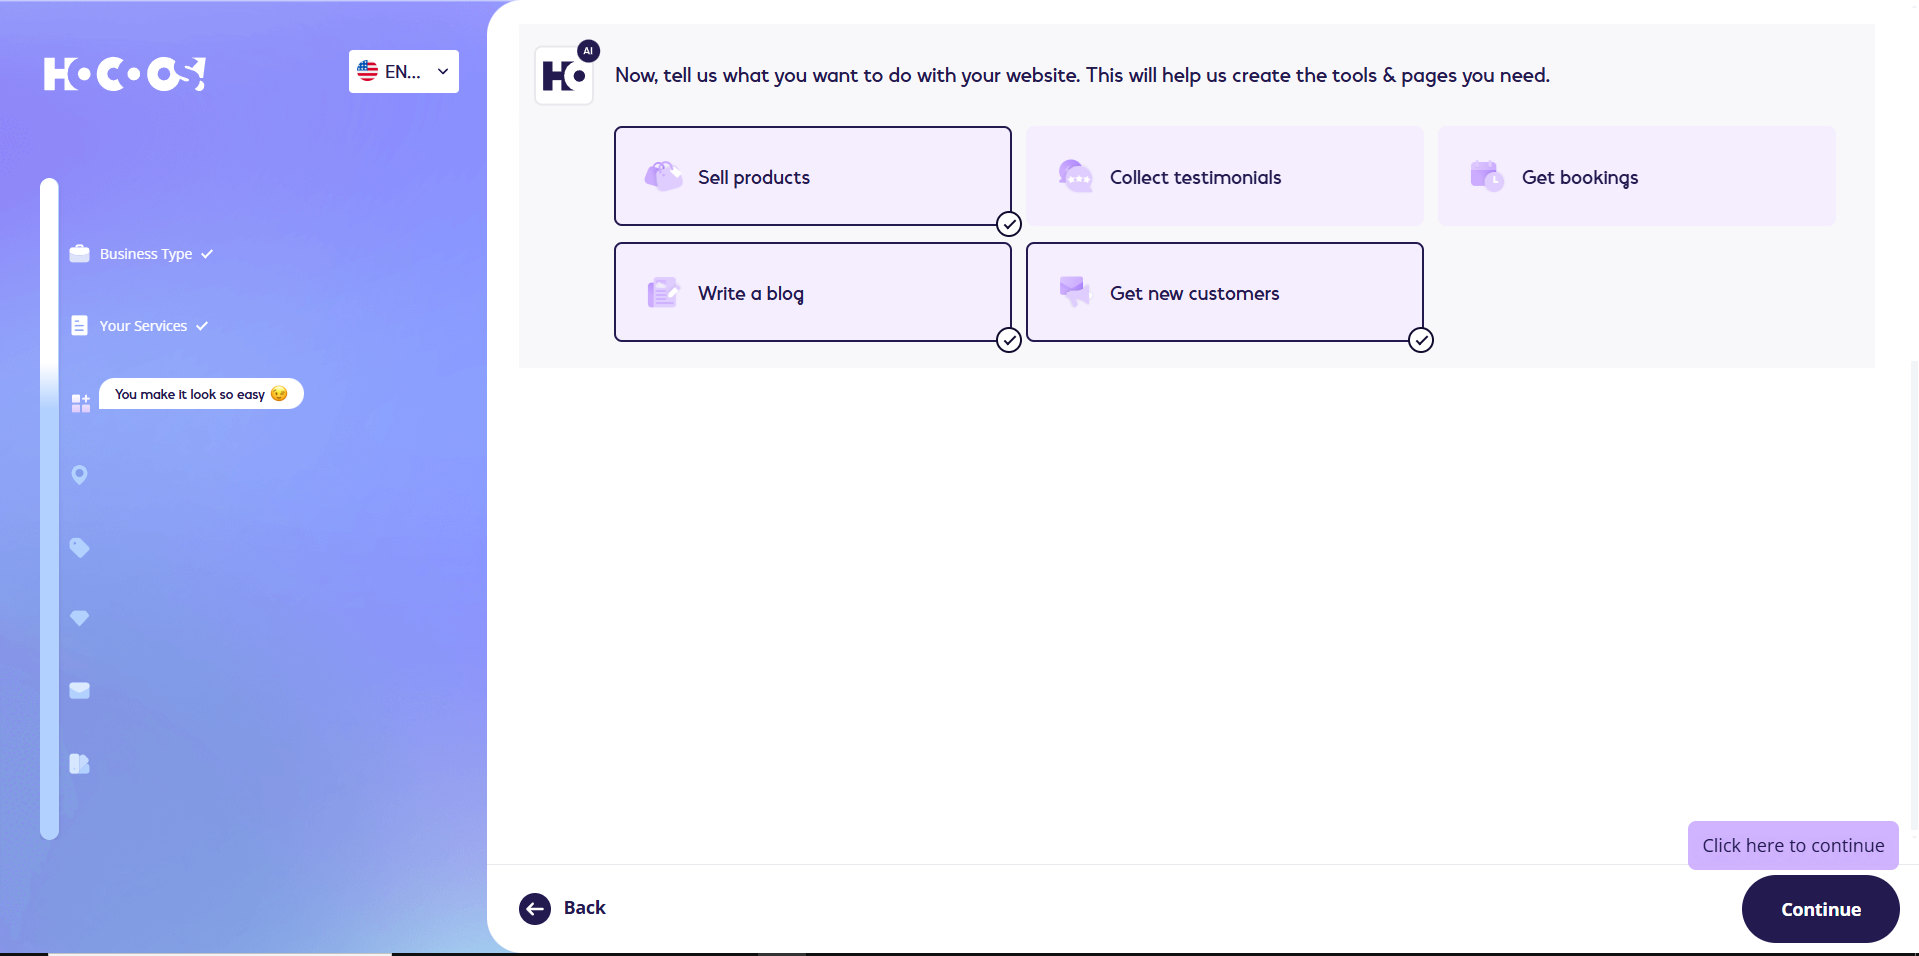 HOCOOS!
EN...
Business Type
Your Services
You make it look so easy 😉
HO
AI
Now, tell us what you want to do with your website. This will help us create the tools & pages you need.
Sell products
Collect testimonials
Get bookings
Write a blog
Get new customers
Click here to continue
Back
Continue